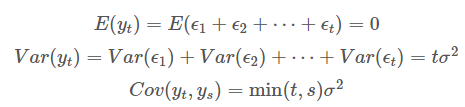 E(y_t) = E(ϵ_1 + ϵ_2 + ⋯ + ϵ_t) = 0
Var(y_t) = Var(ϵ_1) + Var(ϵ_2) + ⋯ + Var(ϵ_t) = tσ^2
Cov(y_t, y_s) = min(t, s)σ^2